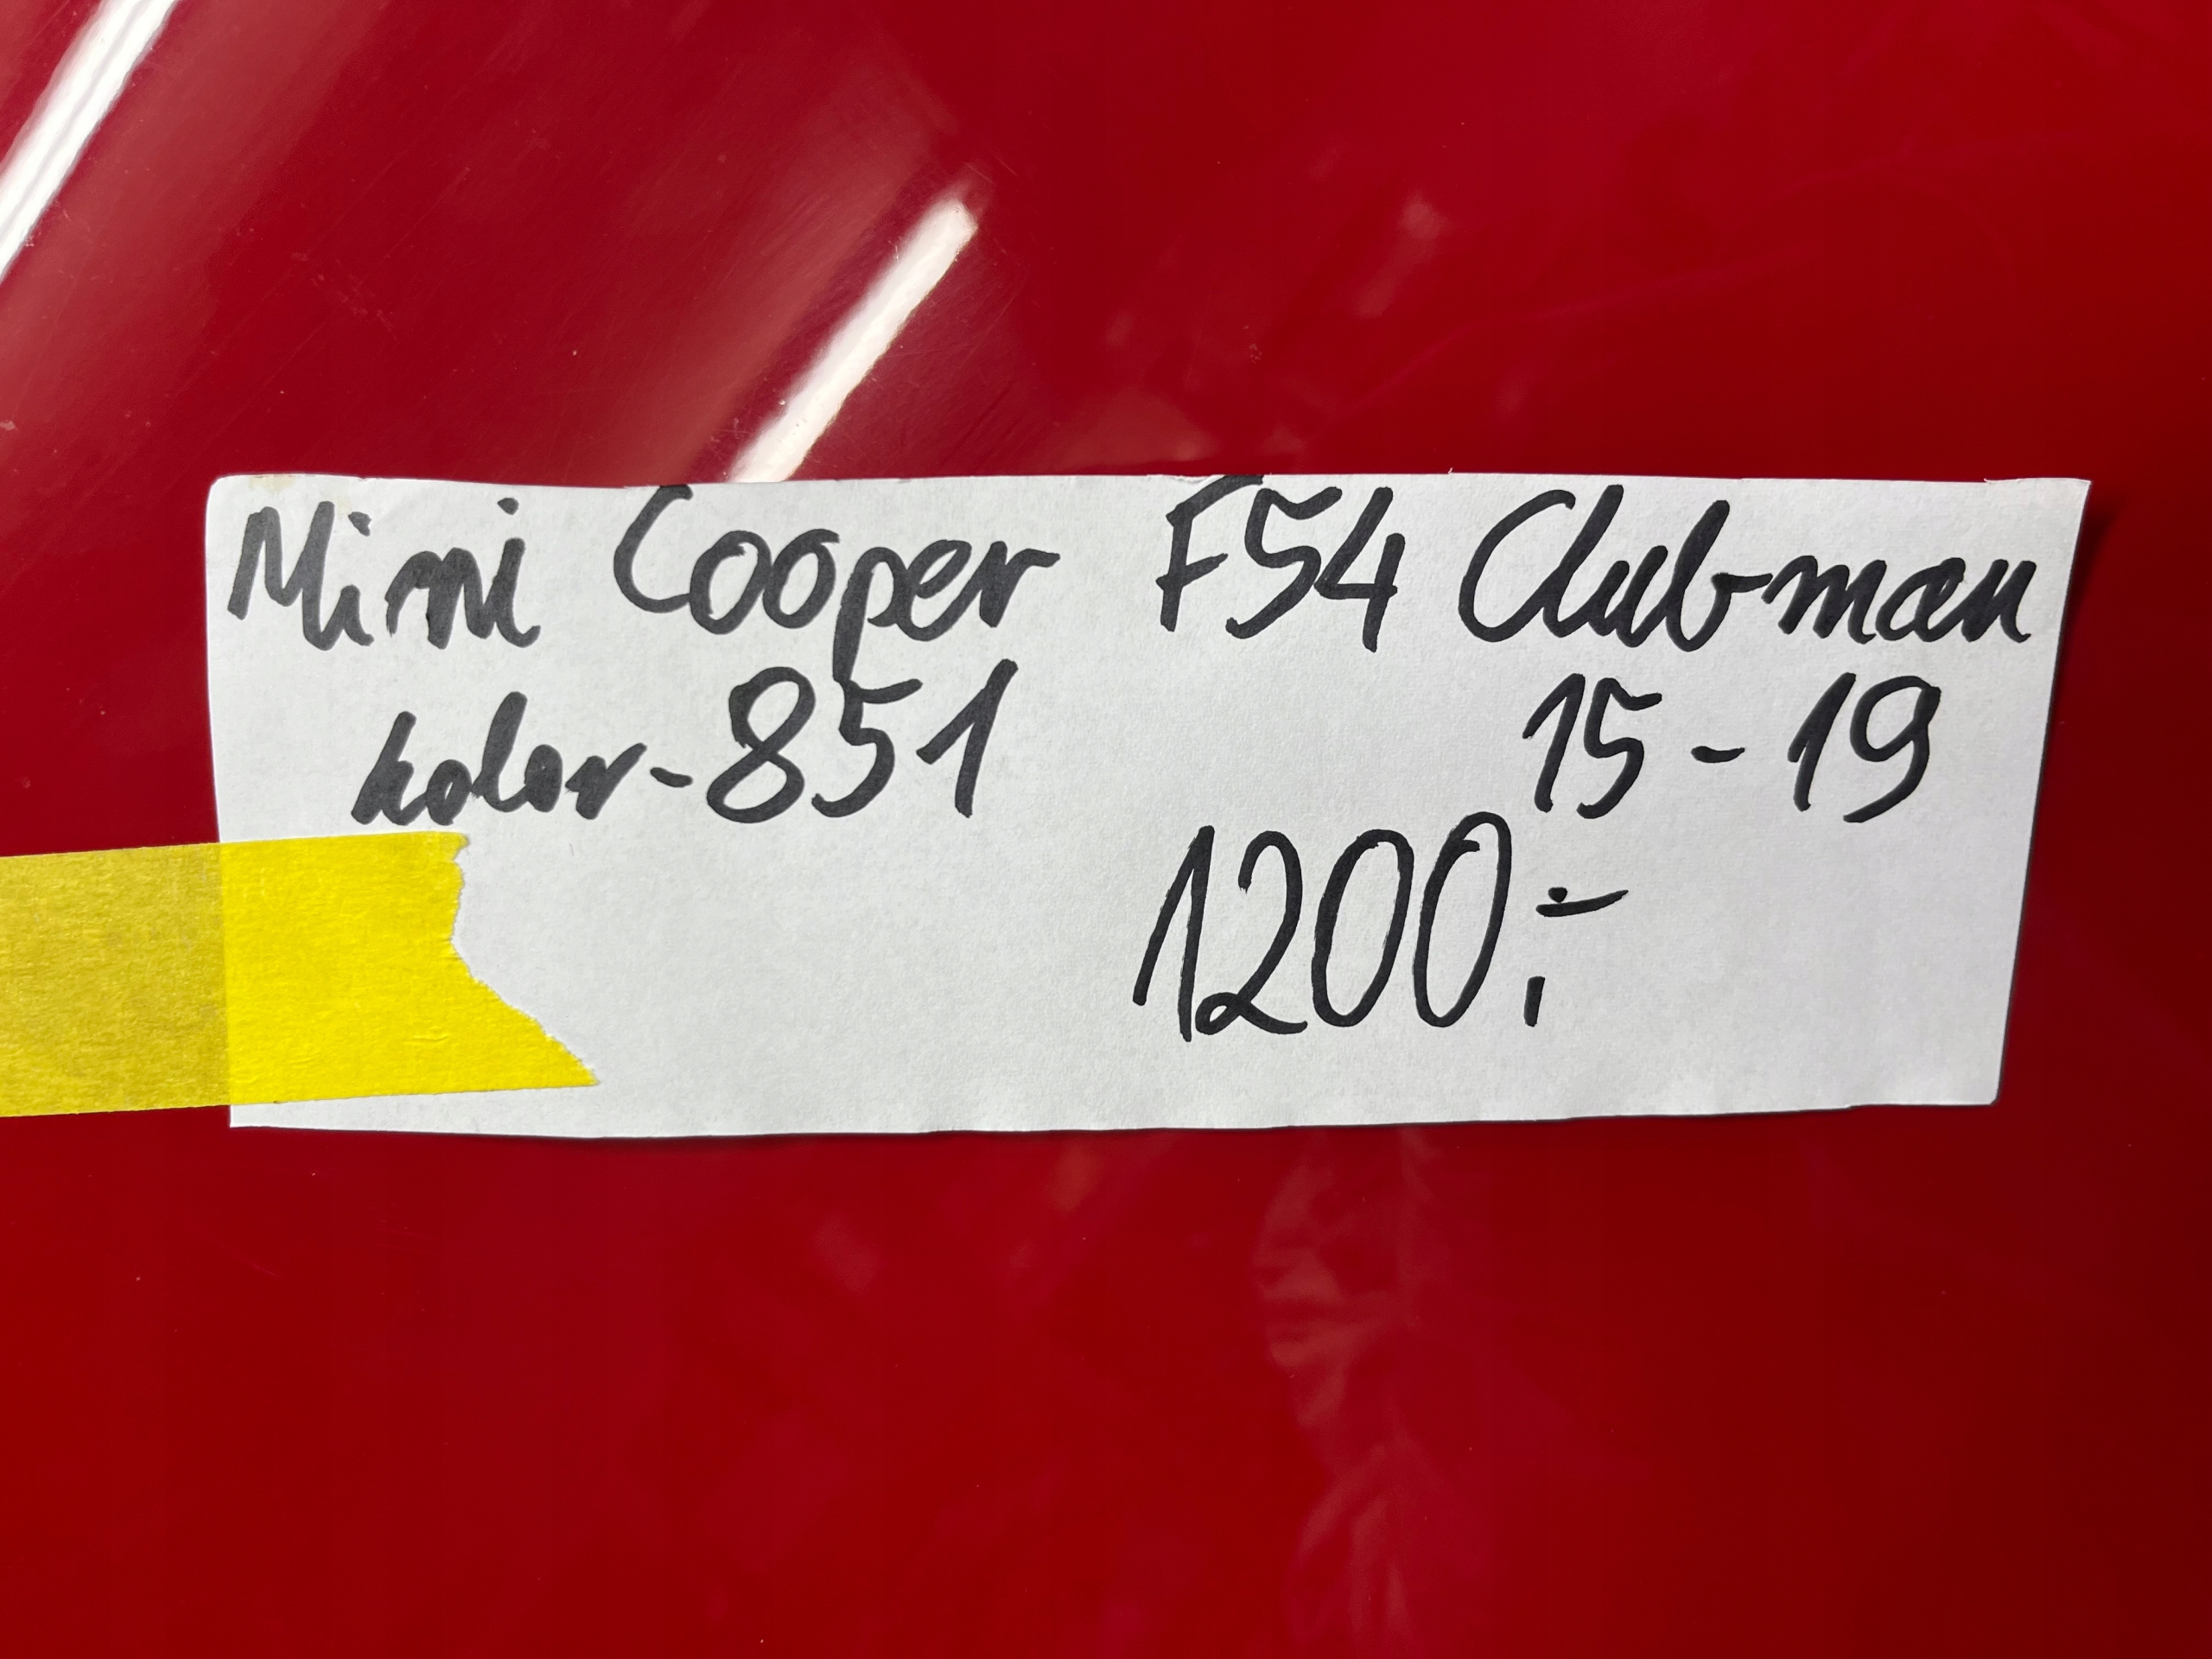 Mini Cooper F54 Clubman
kolor-851 15-19
1200.-